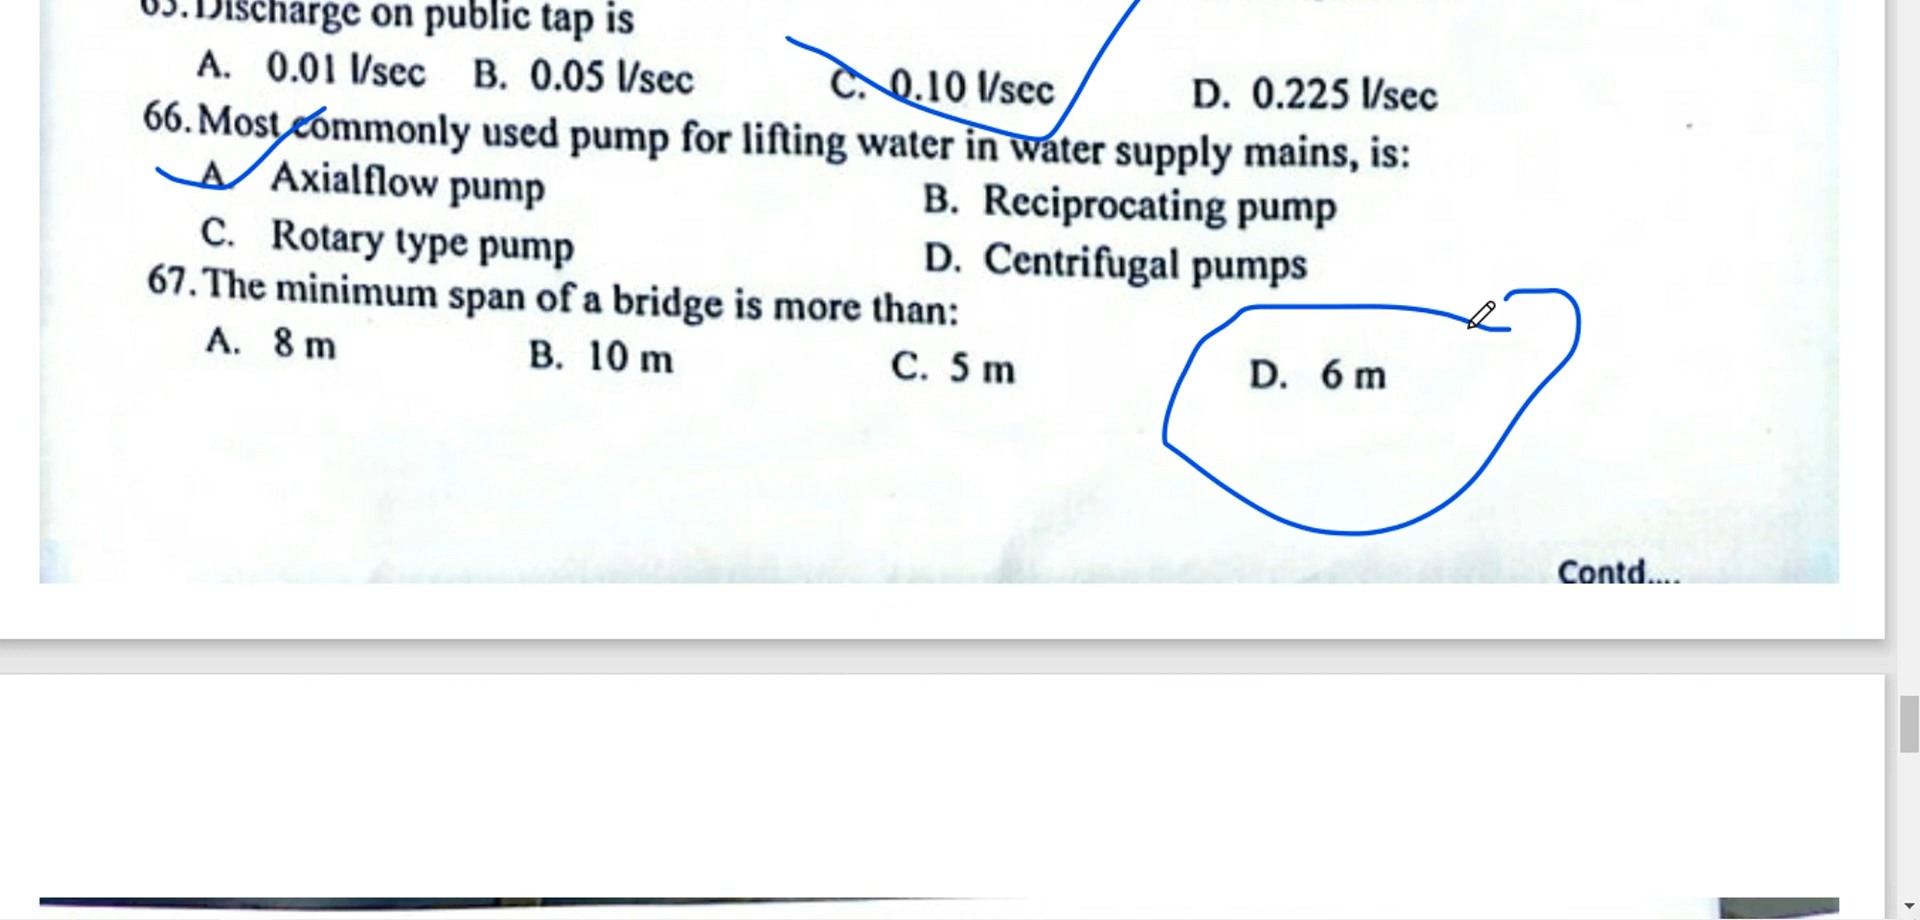 65. Discharge on public tap is
A. 0.01 l/sec B. 0.05 l/sec C. 0.10 l/sec D. 0.225 l/sec
66. Most commonly used pump for lifting water in water supply mains, is:
A. Axialflow pump B. Reciprocating pump
C. Rotary type pump D. Centrifugal pumps
67. The minimum span of a bridge is more than:
A. 8 m B. 10 m C. 5 m D. 6 m
Contd....